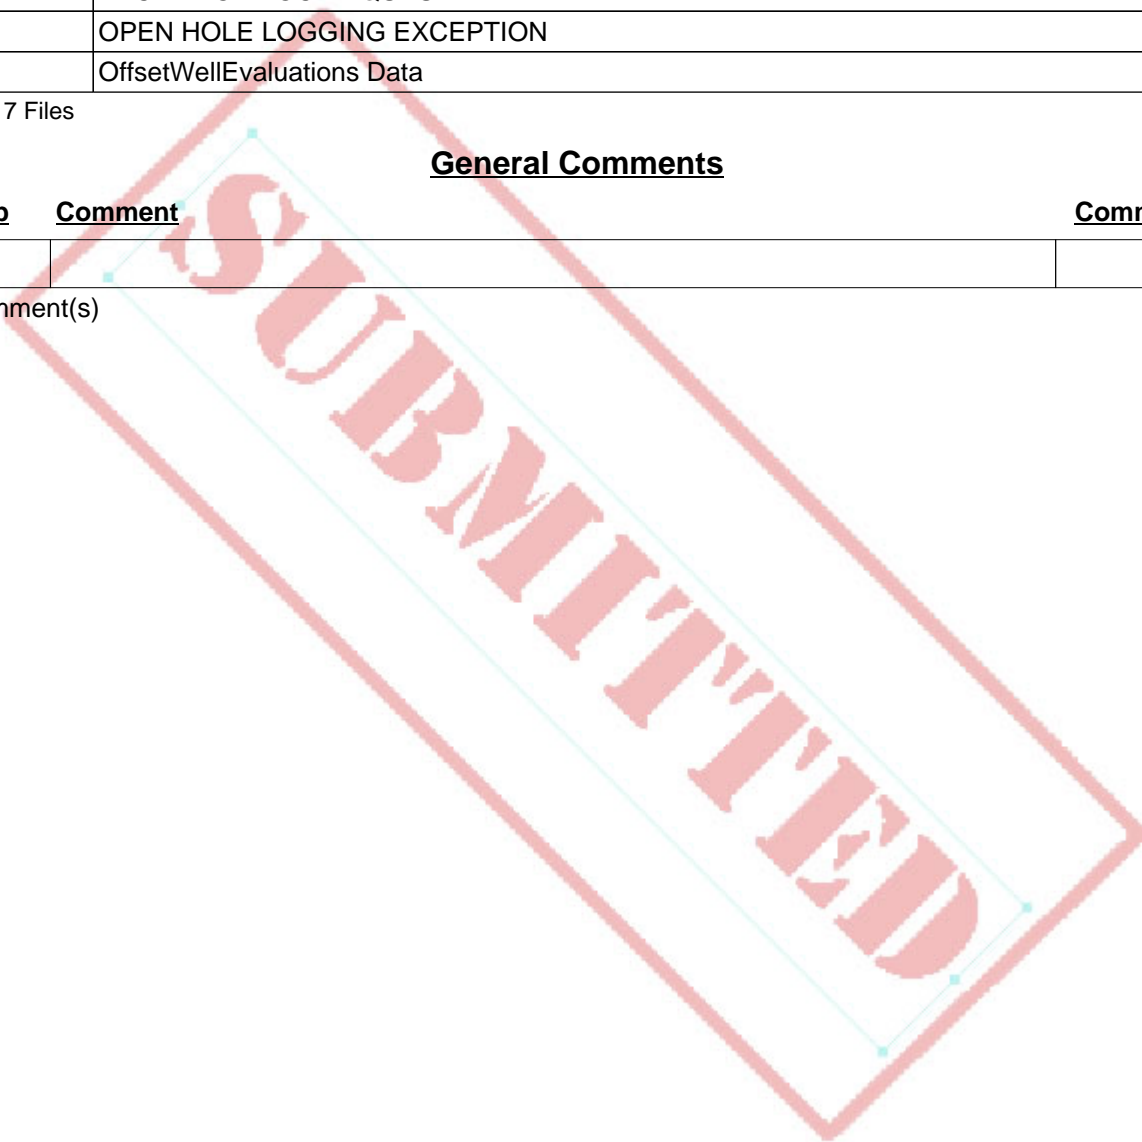 OPEN HOLE LOGGING EXCEPTION
OffsetWellEvaluations Data
7 Files
General Comments
Comment
SUBMITTED